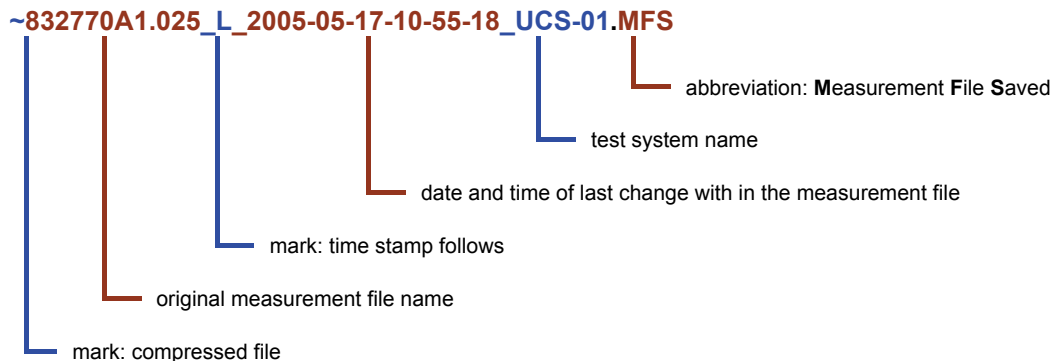 ~832770A1.025_L_2005-05-17-10-55-18_UCS-01.MFS
abbreviation: Measurement File Saved
test system name
date and time of last change with in the measurement file
mark: time stamp follows
original measurement file name
mark: compressed file